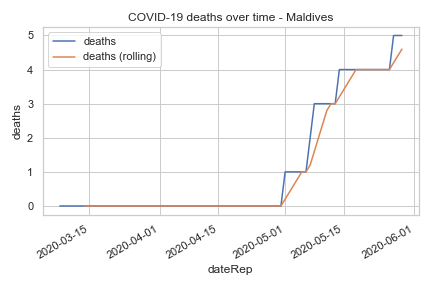 COVID-19 deaths over time - Maldives
deaths
deaths (rolling)
deaths
5
4
3
2
1
0
2020-03-15
2020-04-01
2020-04-15
2020-05-01
2020-05-15
2020-06-01
dateRep